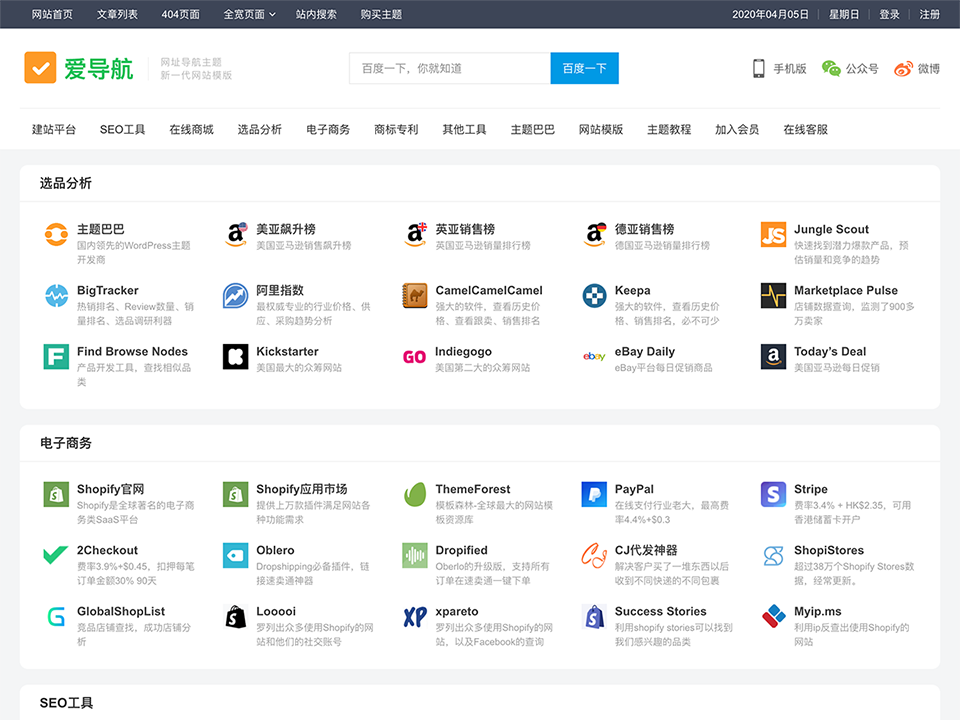 网站首页 文章列表 404页面 全宽页面 站内搜索 购买主题 2020年04月05日 星期日 登录 注册
爱导航 网址导航主题
新一代网站模版
百度一下，你就知道 百度一下 手机版 公众号 微博
建站平台 SEO工具 在线商城 选品分析 电子商务 商标专利 其他工具 主题巴巴 网站模版 主题教程 加入会员 在线客服
选品分析
主题巴巴
国内领先的WordPress主题
开发商
美亚飙升榜
美国亚马逊销售飙升榜
英亚销售榜
英国亚马逊销量排行榜
德亚销售榜
德国亚马逊销量排行榜
JS
Jungle Scout
快速找到潜力爆款产品，预
估销量和竞争的趋势
BigTracker
热销排名、Review数量、销
量排名、选品调研利器
阿里指数
最权威专业的行业价格、供
应、采购趋势分析
CamelCamelCamel
强大的软件，查看历史价
格、查看跟卖、销售排名
Keepa
强大的软件，查看历史价
格、销售排名，必不可少
Marketplace Pulse
店铺数据查询，监测了900多
万卖家
F
Find Browse Nodes
产品开发工具，查找相似品
类
K
Kickstarter
美国最大的众筹网站
GO
Indiegogo
美国第二大的众筹网站
ebay
eBay Daily
eBay平台每日促销商品
a
Today's Deal
美国亚马逊每日促销
电子商务
Shopify官网
Shopify是全球著名的电子商
务类SaaS平台
Shopify应用市场
提供上万款插件满足网站各
种功能需求
ThemeForest
模板森林-全球最大的网站模
板资源库
PayPal
在线支付行业老大，最高费
率4.4%+$0.3
S
Stripe
费率3.4% + HK$2.35，可用
香港储蓄卡开户
2Checkout
费率3.9%+$0.45，扣押每笔
订单金额30% 90天
Oblero
Dropshipping必备插件，链
接速卖通神器
Dropified
Oberlo的升级版，支持所有
订单在速卖通一键下单
CJ代发神器
解决客户买了一堆东西以后
收到不同快递的不同包裹
ShopiStores
超过38万个Shopify Stores数
据，经常更新。
GlobalShopList
竞品店铺查找，成功店铺分
析
Looooi
罗列出众多使用Shopify的网
站和他们的社交账号
XP
xpareto
罗列出众多使用Shopify的网
站，以及Facebook的查询
Success Stories
利用shopify stories可以找到
我们感兴趣的品类
Myip.ms
利用ip反查出使用Shopify的
网站
SEO工具